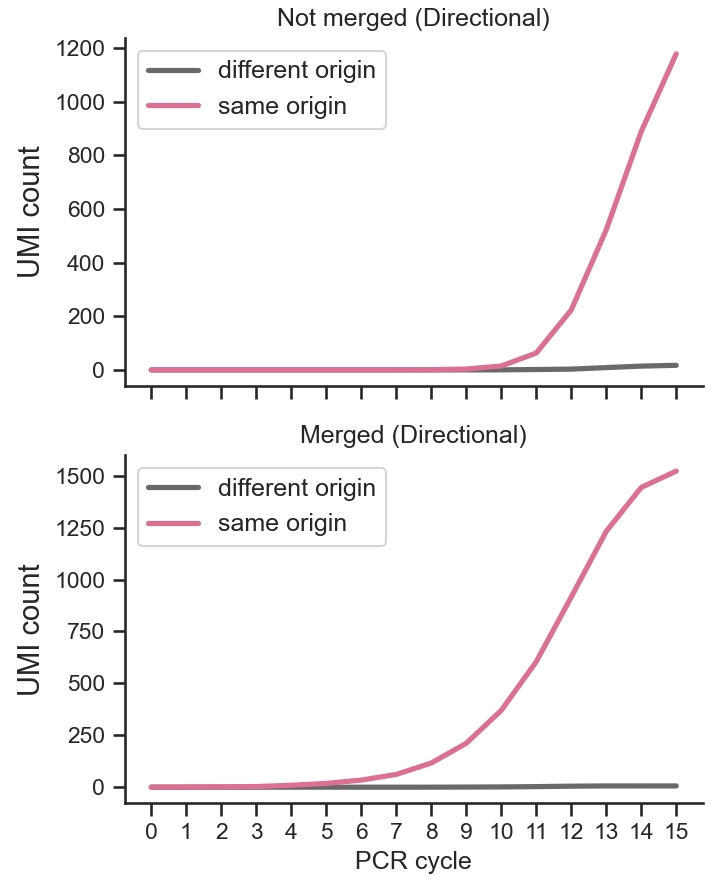 Not merged (Directional)
different origin
same origin
UMI count
1200
1000
800
600
400
200
0
Merged (Directional)
different origin
same origin
UMI count
1500
1250
1000
750
500
250
0
0 1 2 3 4 5 6 7 8 9 10 11 12 13 14 15
PCR cycle